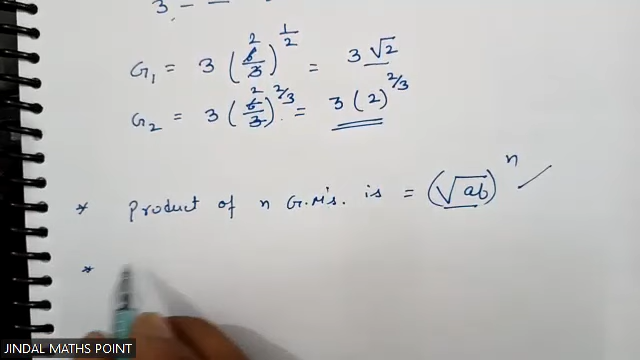 3, - —
G₁ = 3 (6/3)^1/2 = 3√2
G₂ = 3 (6/3)^2/3 = 3(2)^2/3
* Product of n G.M's. is = (√ab)^n ✓
*
JINDAL MATHS POINT